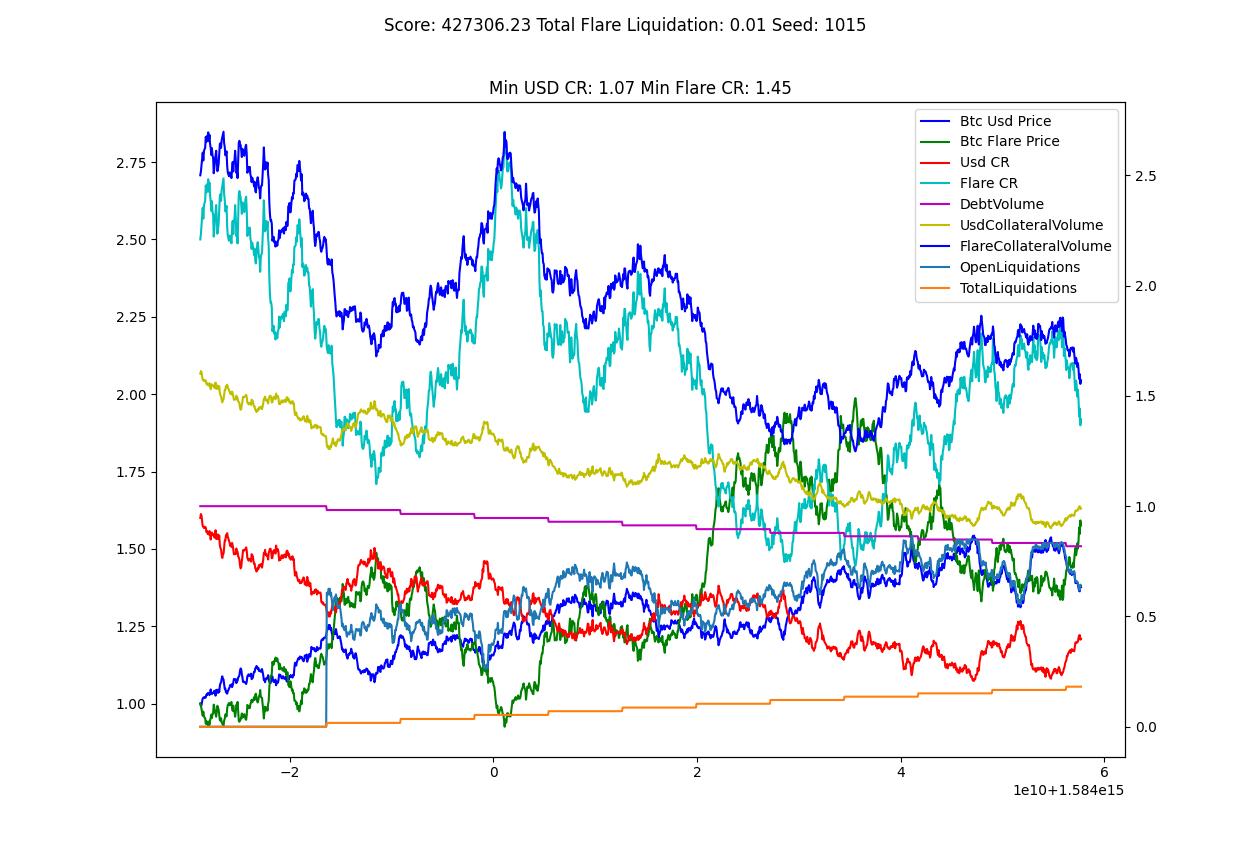 Score: 427306.23 Total Flare Liquidation: 0.01 Seed: 1015
Min USD CR: 1.07 Min Flare CR: 1.45
Btc Usd Price
Btc Flare Price
Usd CR
Flare CR
DebtVolume
UsdCollateralVolume
FlareCollateralVolume
OpenLiquidations
TotalLiquidations
2.75
2.50
2.25
2.00
1.75
1.50
1.25
1.00
2.5
2.0
1.5
1.0
0.5
0.0
−2
0
2
4
6
1e10+1.584e15